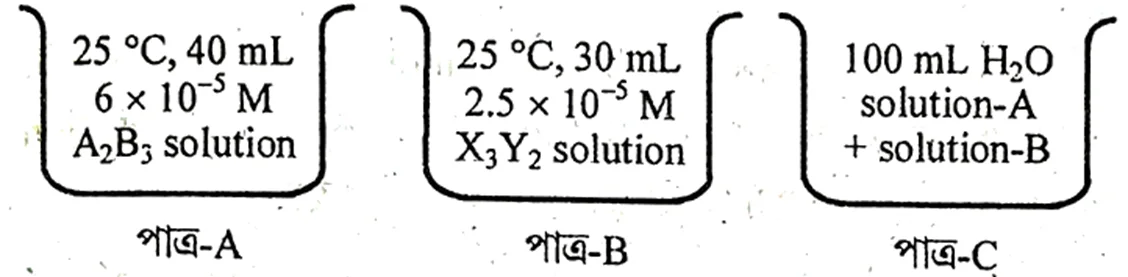 25 °C, 40 mL
6 × 10⁻⁵ M
A₂B₃ solution
পাত্র-A
25 °C, 30 mL
2.5 × 10⁻⁵ M
X₃Y₂ solution
পাত্র-B
100 mL H₂O
solution-A
+ solution-B
পাত্র-C